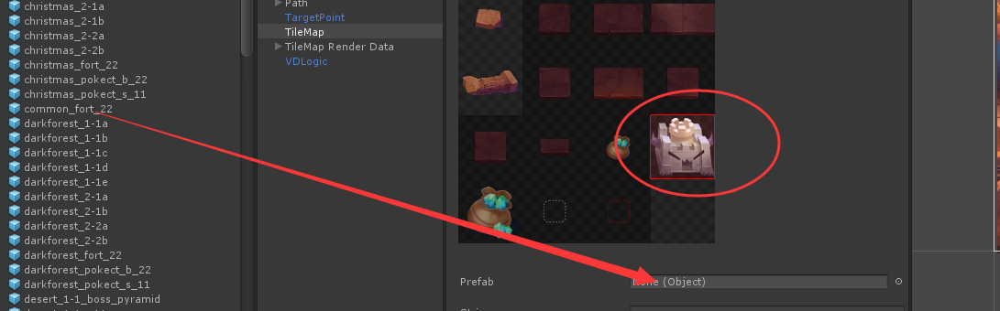 christmas_2-1a
christmas_2-1b
christmas_2-2a
christmas_2-2b
christmas_fort_22
christmas_pokect_b_22
christmas_pokect_s_11
common_fort_22
darkforest_1-1a
darkforest_1-1b
darkforest_1-1c
darkforest_1-1d
darkforest_1-1e
darkforest_2-1a
darkforest_2-1b
darkforest_2-2a
darkforest_2-2b
darkforest_fort_22
darkforest_pokect_b_22
darkforest_pokect_s_11
desert_1-1_boss_pyramid
Path
TargetPoint
TileMap
TileMap Render Data
VDLogic
Prefab
None (Object)